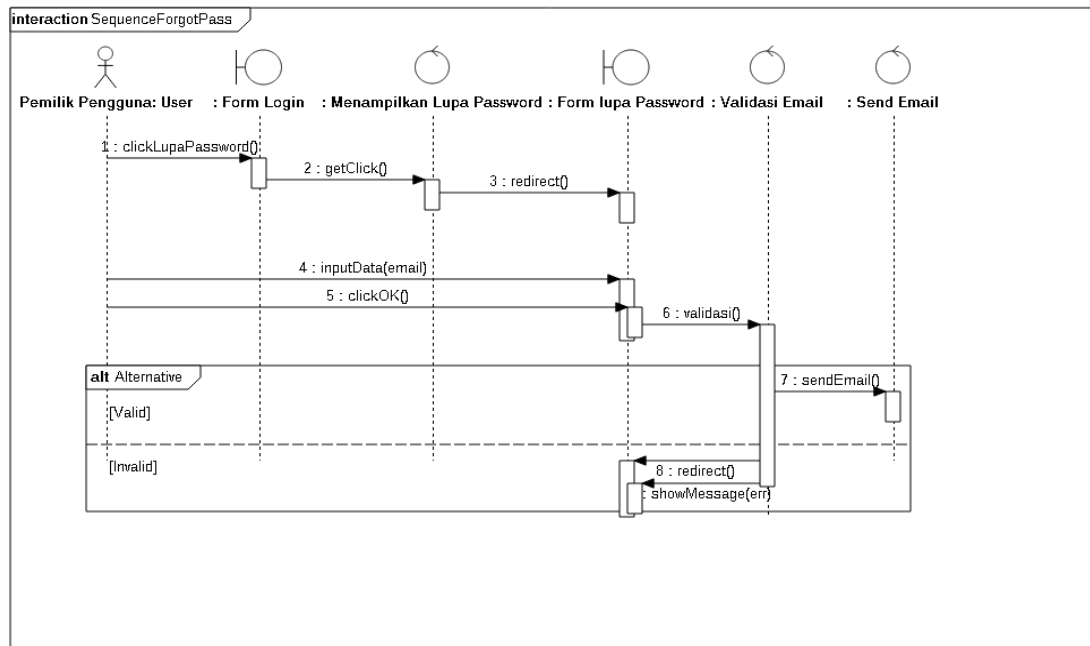 interaction SequenceForgotPass
Pemilik Pengguna: User : Form Login : Menampilkan Lupa Password : Form lupa Password : Validasi Email : Send Email
1 : clickLupaPassword()
2 : getClick()
3 : redirect()
4 : inputData(email)
5 : clickOK()
6 : validasi()
alt Alternative
7 : sendEmail()
[Valid]
[Invalid]
8 : redirect()
: showMessage(err)